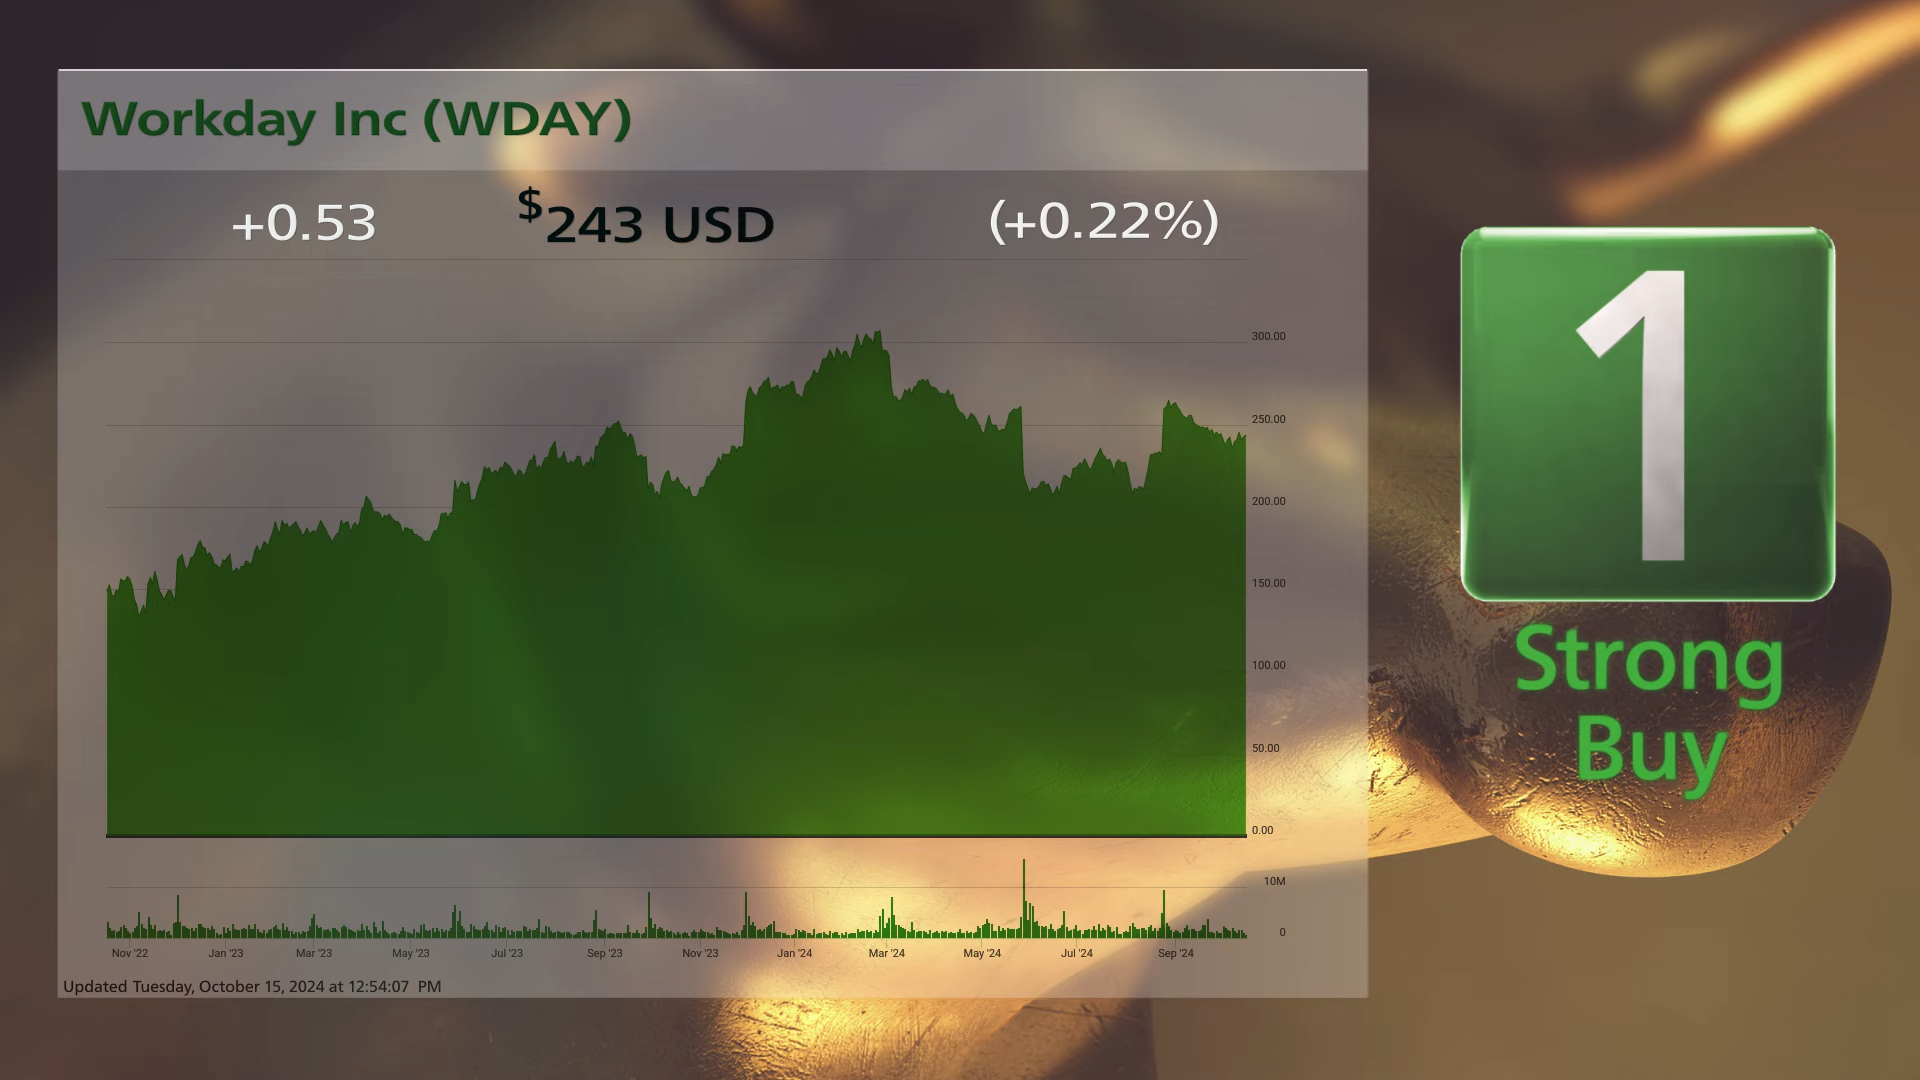 Workday Inc (WDAY)
+0.53
$243 USD
(+0.22%)
300.00
250.00
200.00
150.00
100.00
50.00
0.00
10M
0
Nov '22 Jan '23 Mar '23 May '23 Jul '23 Sep '23 Nov '23 Jan '24 Mar '24 May '24 Jul '24 Sep '24
Updated Tuesday, October 15, 2024 at 12:54:07 PM
1
Strong
Buy